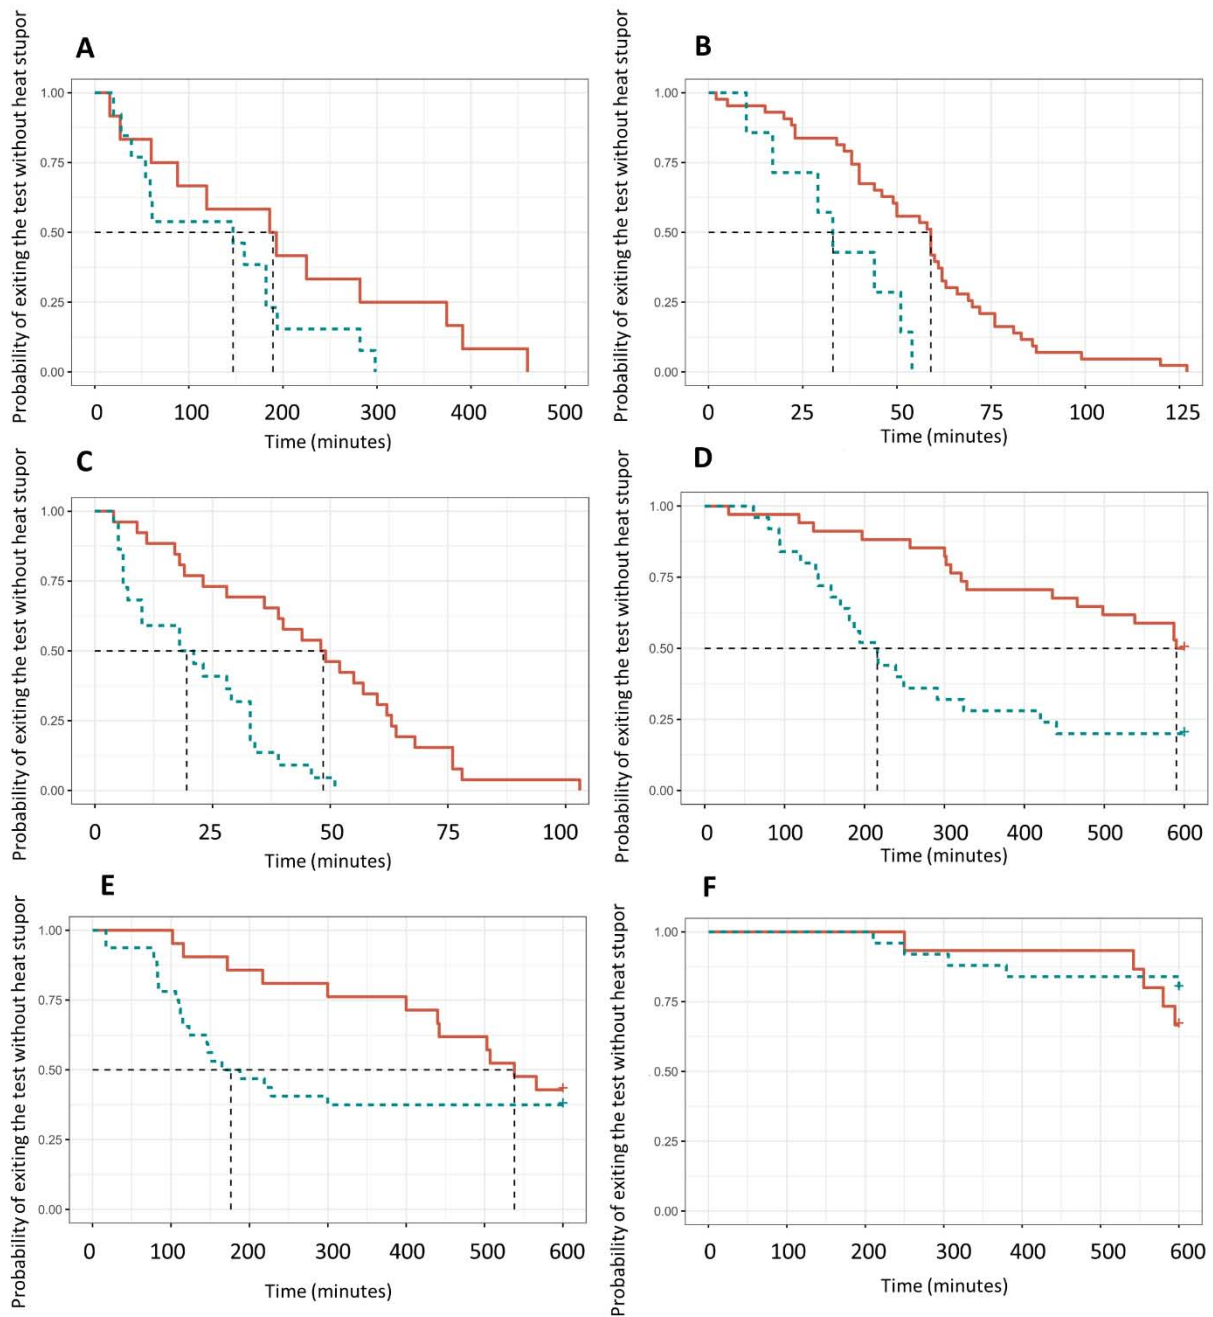 A
Probability of exiting the test without heat stupor
1.00
0.75
0.50
0.25
0.00
0 100 200 300 400 500
Time (minutes)
B
Probability of exiting the test without heat stupor
1.00
0.75
0.50
0.25
0.00
0 25 50 75 100 125
Time (minutes)
C
Probability of exiting the test without heat stupor
1.00
0.75
0.50
0.25
0.00
0 25 50 75 100
Time (minutes)
D
Probability of exiting the test without heat stupor
1.00
0.75
0.50
0.25
0.00
0 100 200 300 400 500 600
Time (minutes)
E
Probability of exiting the test without heat stupor
1.00
0.75
0.50
0.25
0.00
0 100 200 300 400 500 600
Time (minutes)
F
Probability of exiting the test without heat stupor
1.00
0.75
0.50
0.25
0.00
0 100 200 300 400 500 600
Time (minutes)